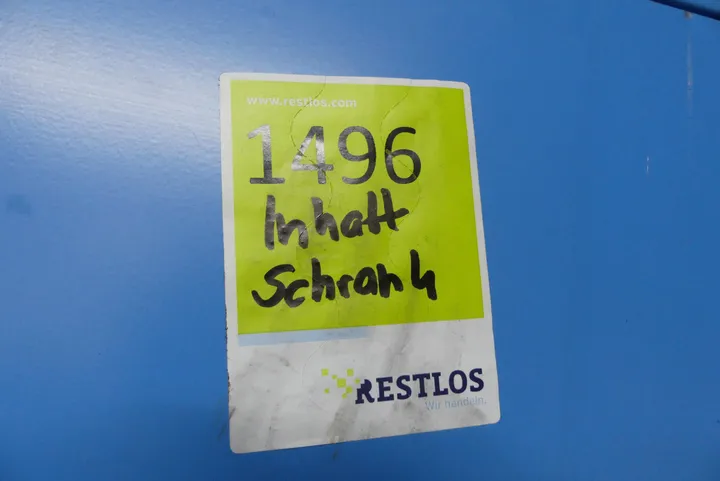 www.restlos.com
1496
Inhalt
Schrank
RESTLOS
Wir handeln.